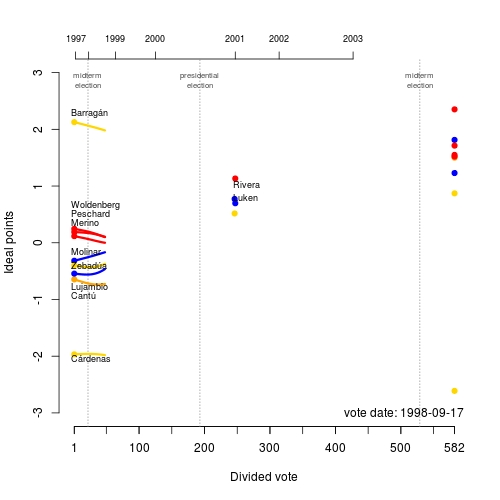 1997 1999 2000 2001 2002 2003
midterm election
presidential election
midterm election
3
2
1
0
-1
-2
-3
Ideal points
Barragán
Woldenberg
Peschard
Merino
Molinar
Zebadúa
Lujambio
Cantú
Cárdenas
Rivera
Luken
vote date: 1998-09-17
1 100 200 300 400 500 582
Divided vote